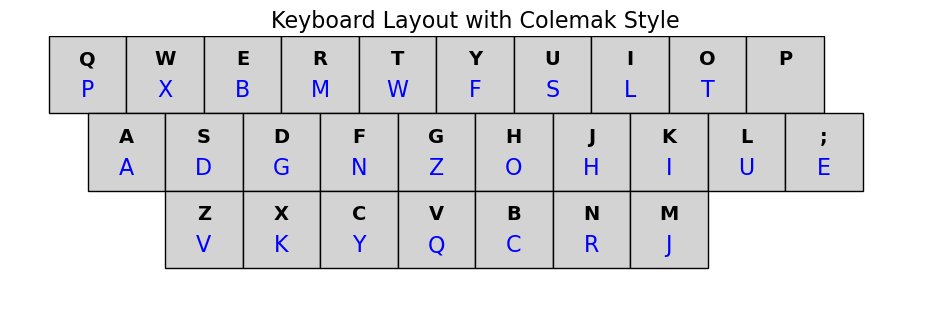 Keyboard Layout with Colemak Style
Q W E R T Y U I O P
P X B M W F S L T
A S D F G H J K L ;
A D G N Z O H I U E
Z X C V B N M
V K Y Q C R J